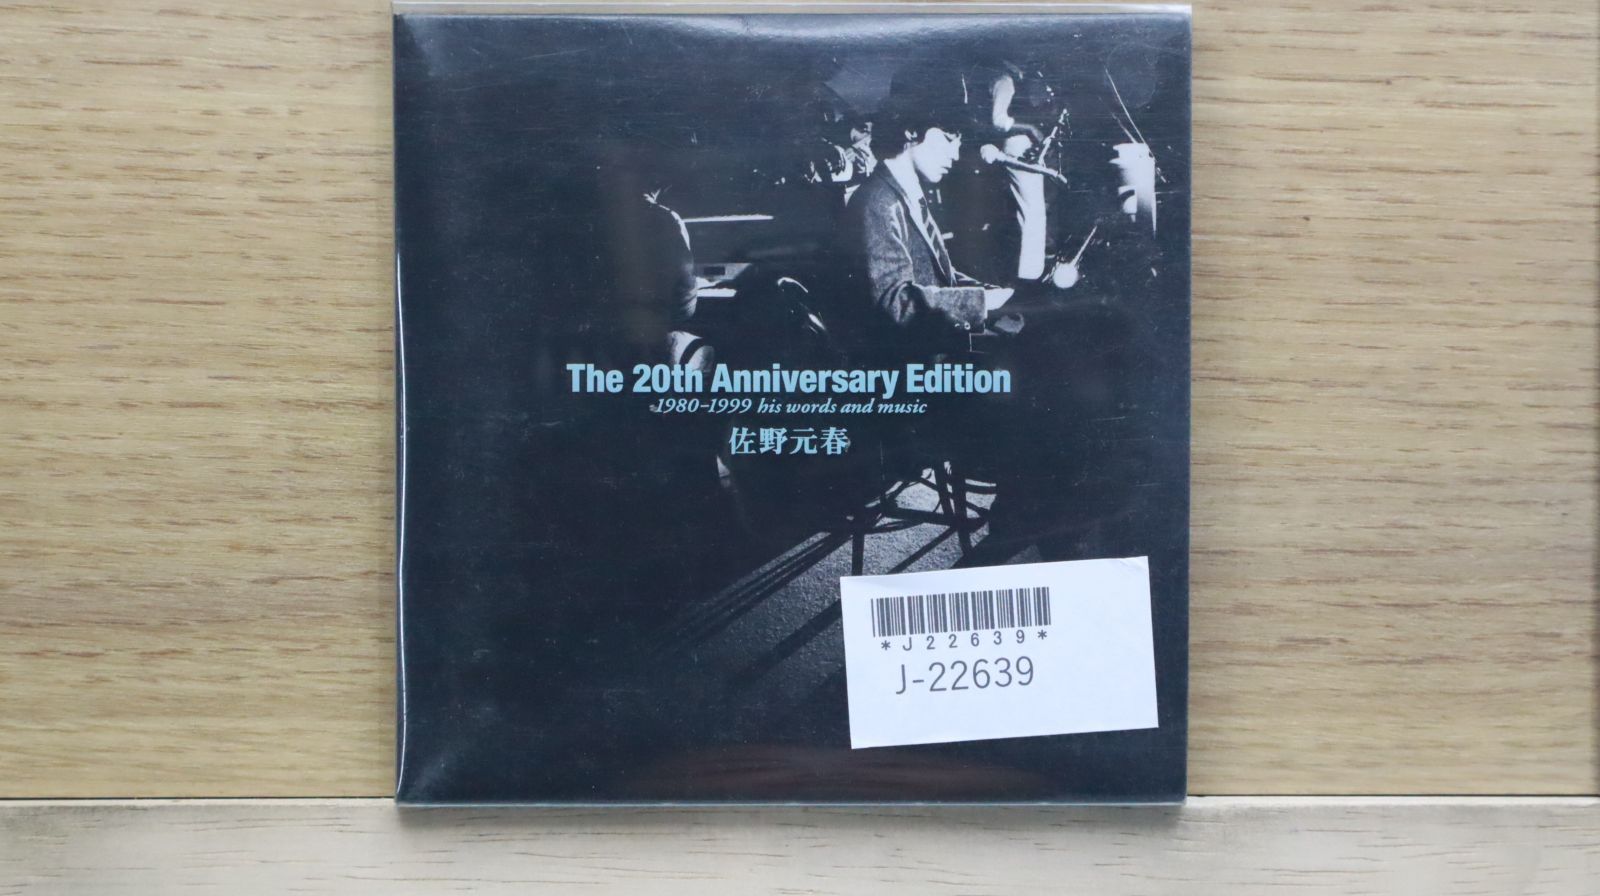 The 20th Anniversary Edition
1980-1999 his words and music
佐野元春
*J22639*
J-22639